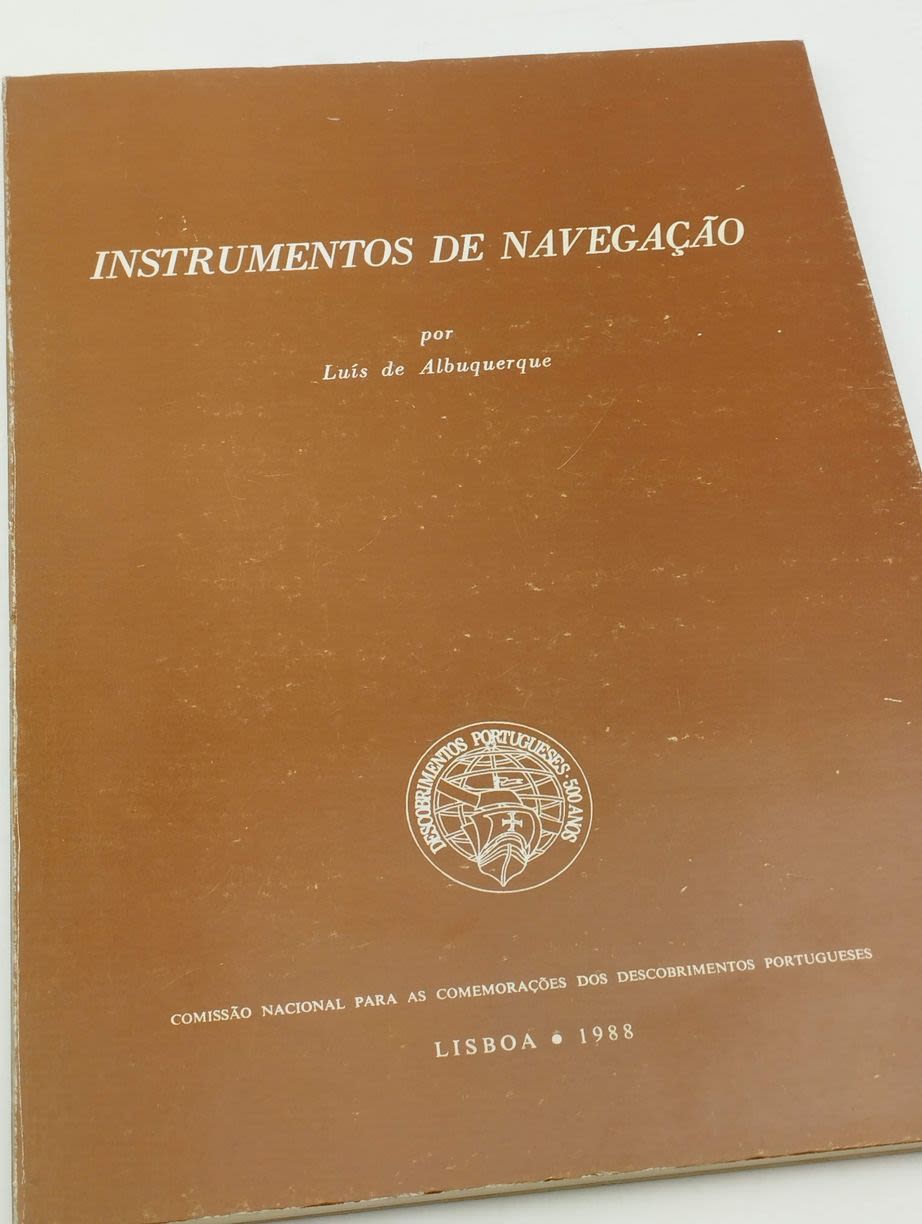 INSTRUMENTOS DE NAVEGAÇÃO
por
Luís de Albuquerque
DESCOBRIMENTOS PORTUGUESES · 500 ANOS
COMISSÃO NACIONAL PARA AS COMEMORAÇÕES DOS DESCOBRIMENTOS PORTUGUESES
LISBOA • 1988